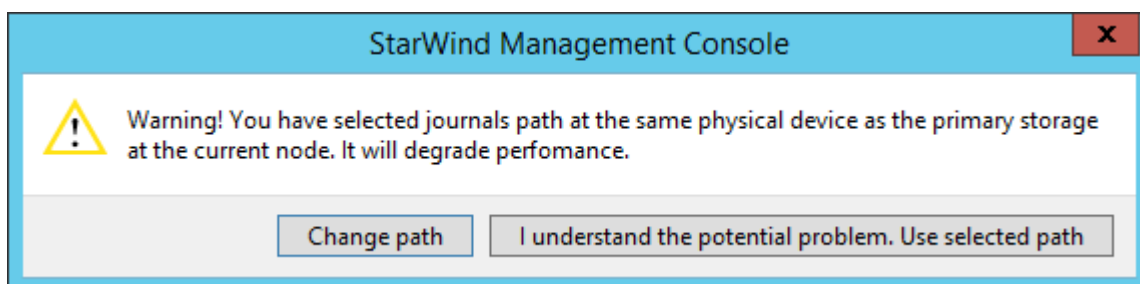 StarWind Management Console
x
Warning! You have selected journals path at the same physical device as the primary storage
at the current node. It will degrade perfomance.
Change path
I understand the potential problem. Use selected path